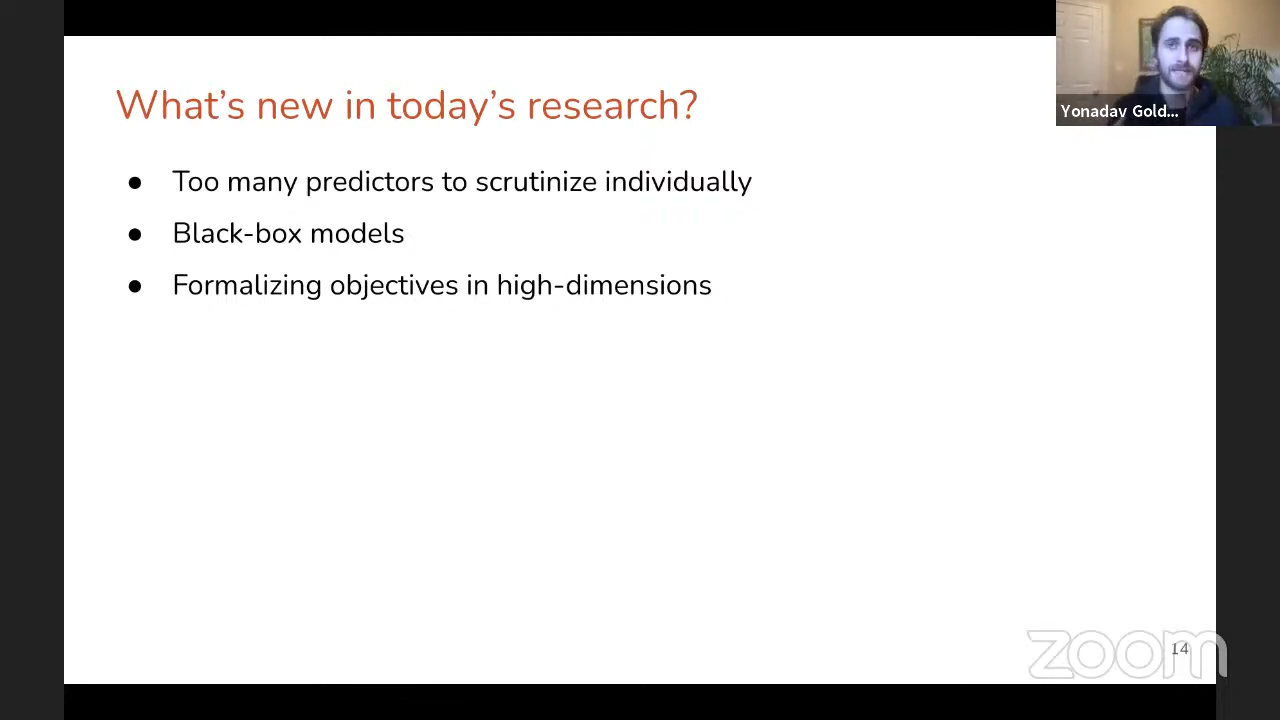 What's new in today's research?
● Too many predictors to scrutinize individually
● Black-box models
● Formalizing objectives in high-dimensions
Yonadav Gold...
14
zoom